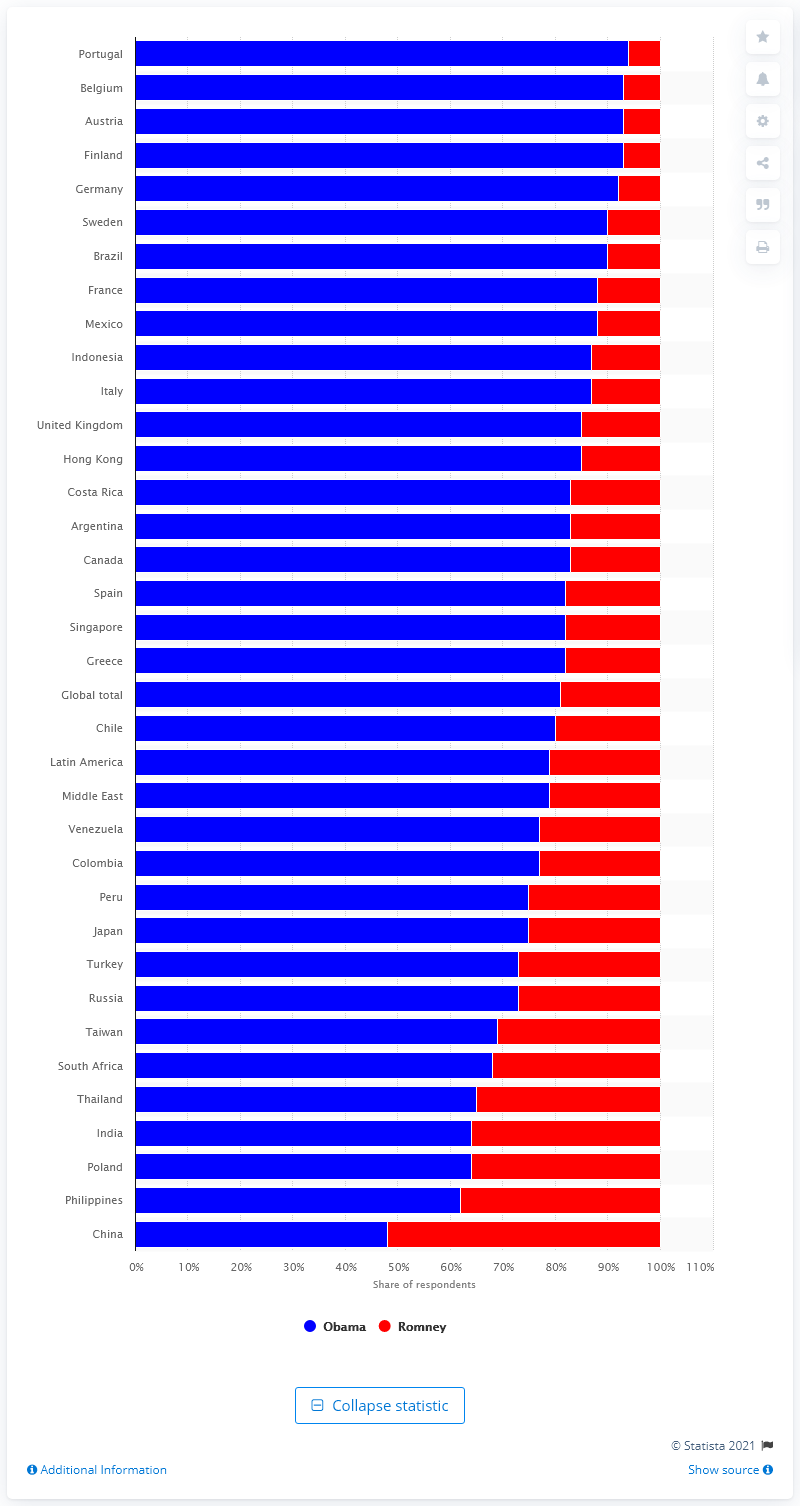 Portugal
Belgium
Austria
Finland
Germany
Sweden
Brazil
France
Mexico
Indonesia
Italy
United Kingdom
Hong Kong
Costa Rica
Argentina
Canada
Spain
Singapore
Greece
Global total
Chile
Latin America
Middle East
Venezuela
Colombia
Peru
Japan
Turkey
Russia
Taiwan
South Africa
Thailand
India
Poland
Philippines
China
0% 10% 20% 30% 40% 50% 60% 70% 80% 90% 100% 110%
Share of respondents
Obama Romney
Collapse statistic
© Statista 2021
Additional Information Show source